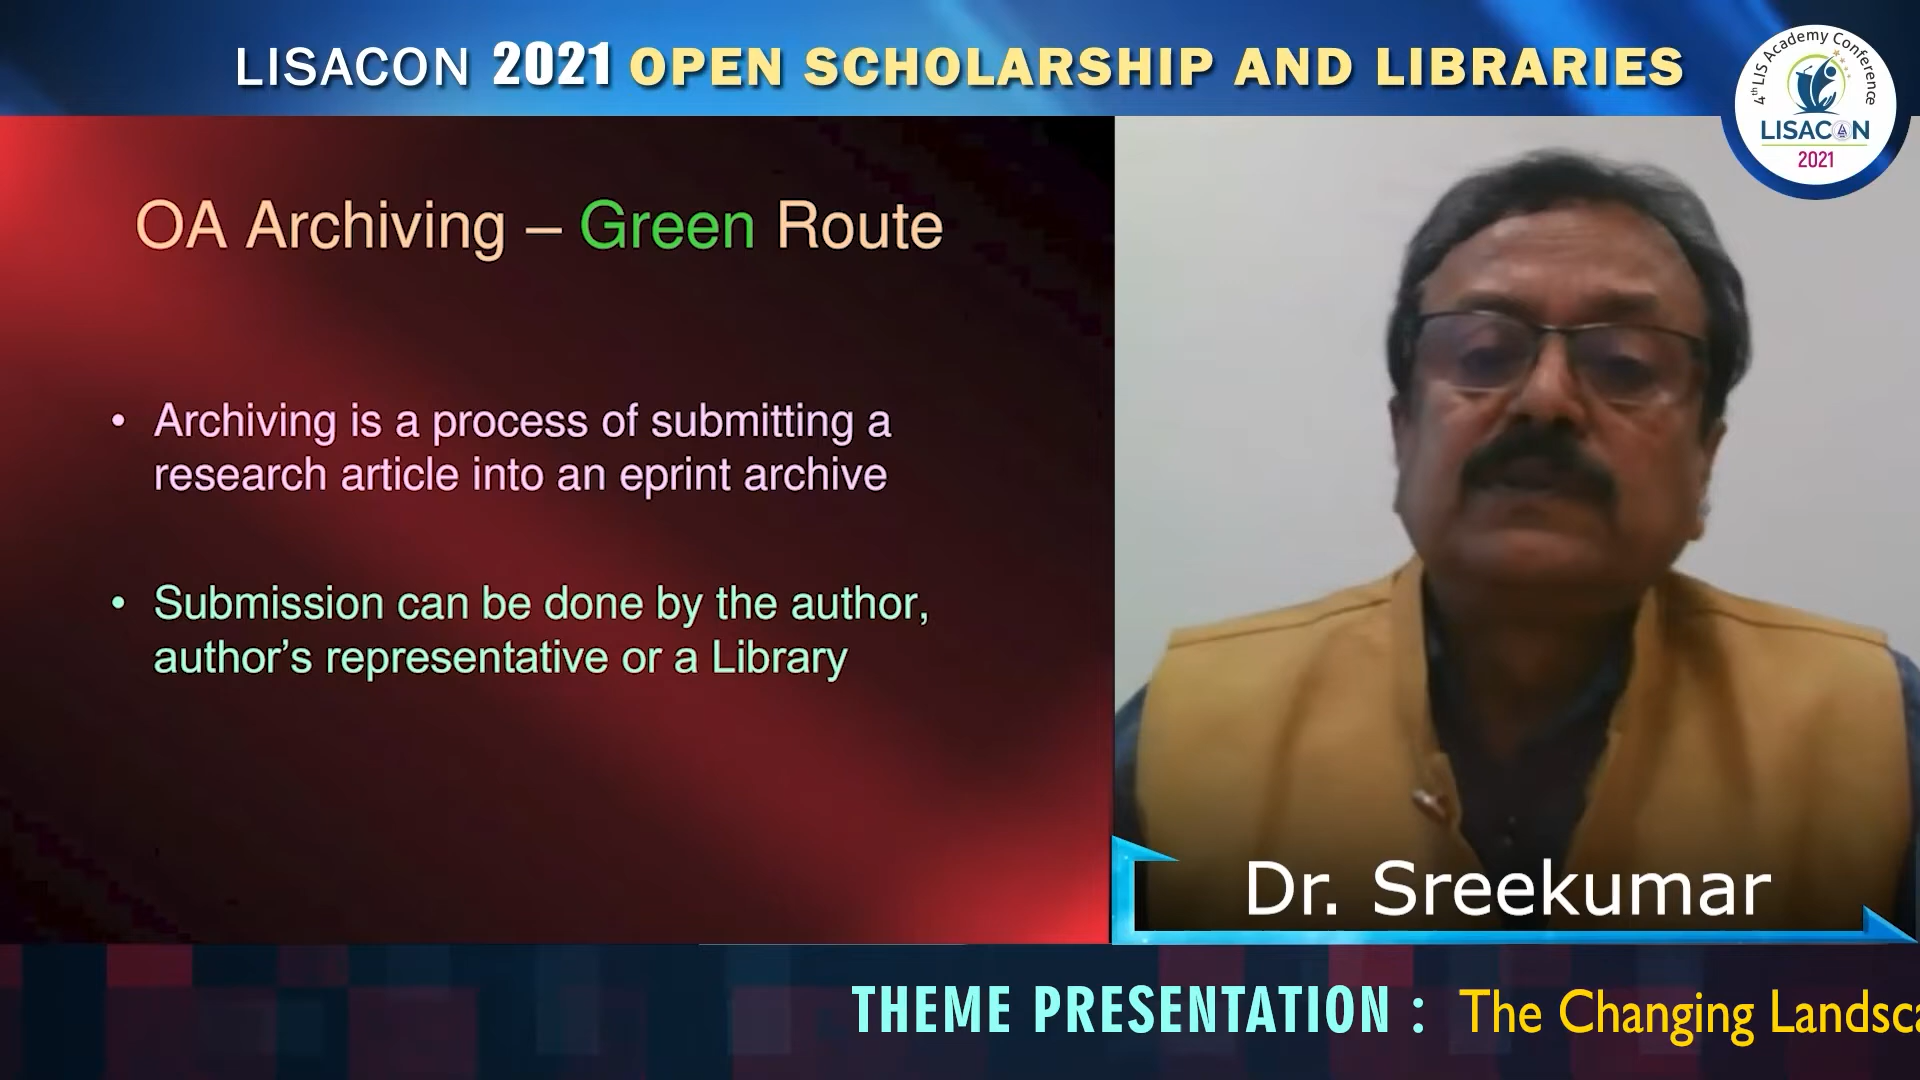 LISACON 2021 OPEN SCHOLARSHIP AND LIBRARIES
4th LIS Academy Conference
LISACON
2021
OA Archiving – Green Route
• Archiving is a process of submitting a
research article into an eprint archive
• Submission can be done by the author,
author’s representative or a Library
Dr. Sreekumar
THEME PRESENTATION : The Changing Landsca